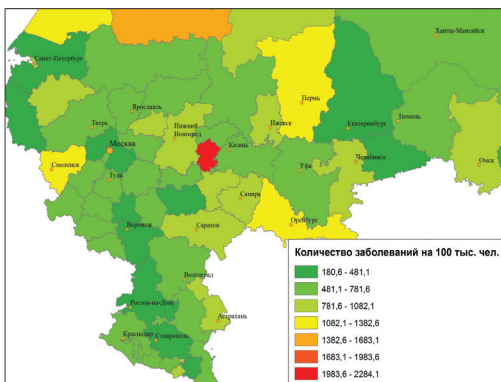 Ханты-Мансийск
Санкт-Петербург
Пермь
Ярославль
Тверь
Нижний
Новгород
Ижевск
Екатеринбург
Тюмень
Москва
Казань
Смоленск
Уфа
Челябинск
Омск
Тула
Самара
Воронеж
Саратов
Оренбург
Волгоград
Ростов-на-Дону
Астрахань
Краснодар
Ставрополь
Количество заболеваний на 100 тыс. чел.
180,6 - 481,1
481,1 - 781,6
781,6 - 1082,1
1082,1 - 1382,6
1382,6 - 1683,1
1683,1 - 1983,6
1983,6 - 2284,1